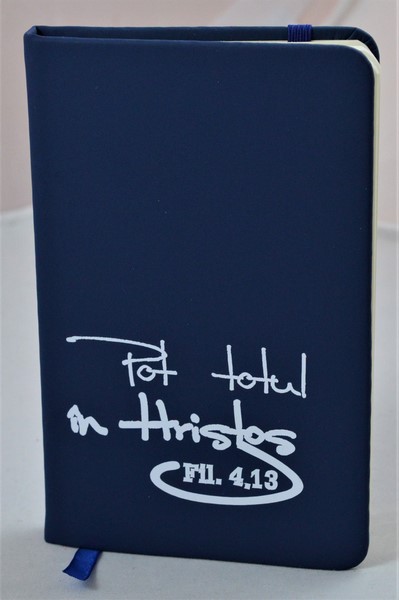 Pot totul
în Hristos
Fil. 4,13